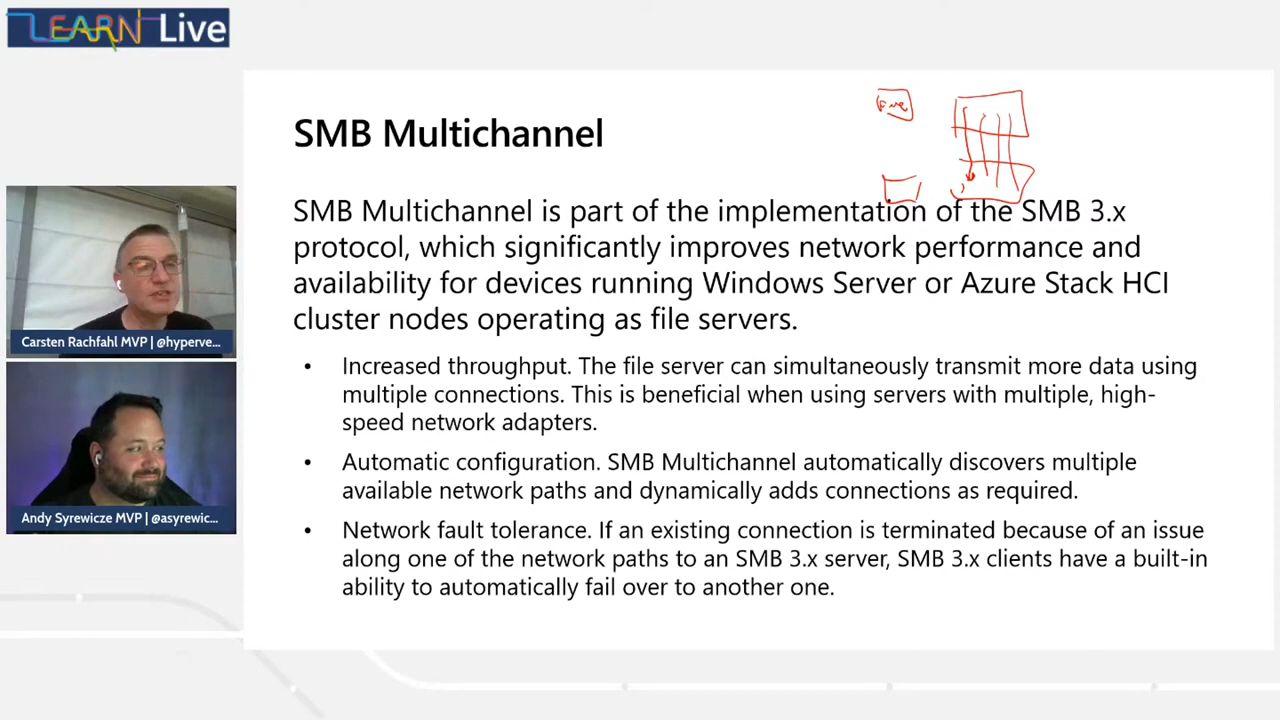 LEARN Live
SMB Multichannel
SMB Multichannel is part of the implementation of the SMB 3.x
protocol, which significantly improves network performance and
availability for devices running Windows Server or Azure Stack HCI
cluster nodes operating as file servers.
• Increased throughput. The file server can simultaneously transmit more data using
multiple connections. This is beneficial when using servers with multiple, high-
speed network adapters.
• Automatic configuration. SMB Multichannel automatically discovers multiple
available network paths and dynamically adds connections as required.
• Network fault tolerance. If an existing connection is terminated because of an issue
along one of the network paths to an SMB 3.x server, SMB 3.x clients have a built-in
ability to automatically fail over to another one.
Carsten Rachfahl MVP | @hyperve...
Andy Syrewicze MVP | @asyrewic...